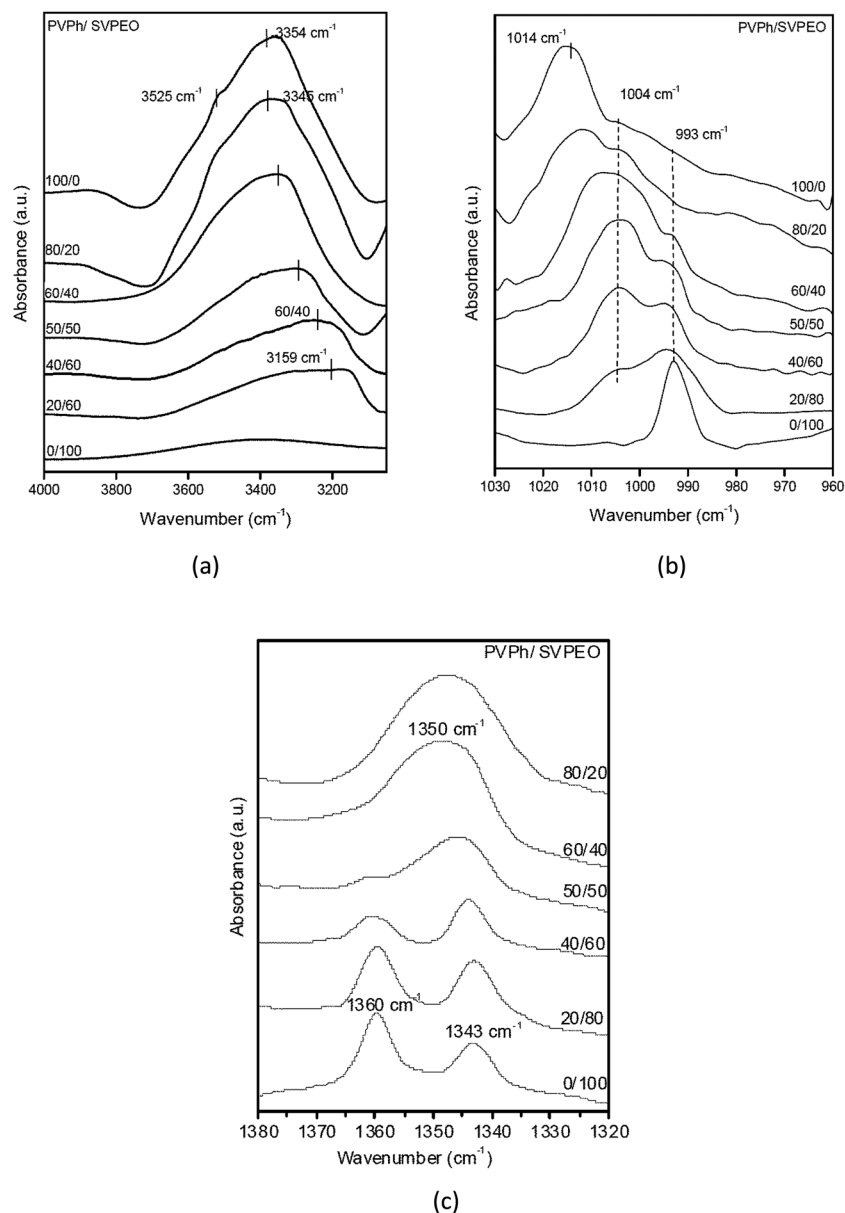 PVPh/ SVPEO
3354 cm-1
3525 cm-1
3345 cm-1
100/0
80/20
60/40
50/50
60/40
40/60
3159 cm-1
20/60
0/100
4000 3800 3600 3400 3200
Wavenumber (cm-1)
Absorbance (a.u.)
(a)
PVPh/SVPEO
1014 cm-1
1004 cm-1
993 cm-1
100/0
80/20
60/40
50/50
40/60
20/80
0/100
1030 1020 1010 1000 990 980 970 960
Wavenumber (cm-1)
Absorbance (a.u.)
(b)
PVPh/ SVPEO
1350 cm-1
80/20
60/40
50/50
40/60
20/80
1360 cm-1
1343 cm-1
0/100
1380 1370 1360 1350 1340 1330 1320
Wavenumber (cm-1)
Absorbance (a.u.)
(c)